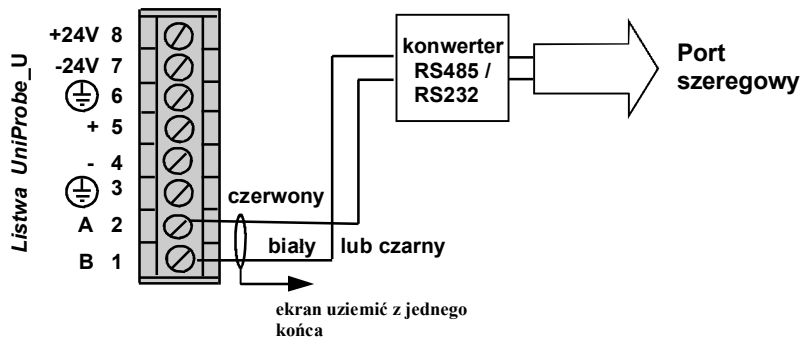 Listwa UniProbe_U
+24V 8
-24V 7
6
+ 5
- 4
3
A 2
B 1
czerwony
biały lub czarny
ekran uziemić z jednego
końca
konwerter
RS485 /
RS232
Port
szeregowy